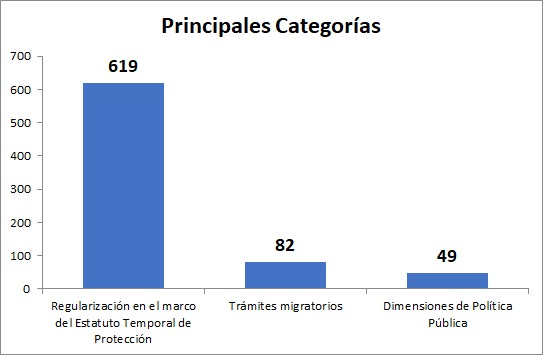 Principales Categorías
700
600
500
400
300
200
100
0
619
82
49
Regularización en el marco
del Estatuto Temporal de
Protección
Trámites migratorios
Dimensiones de Política
Pública